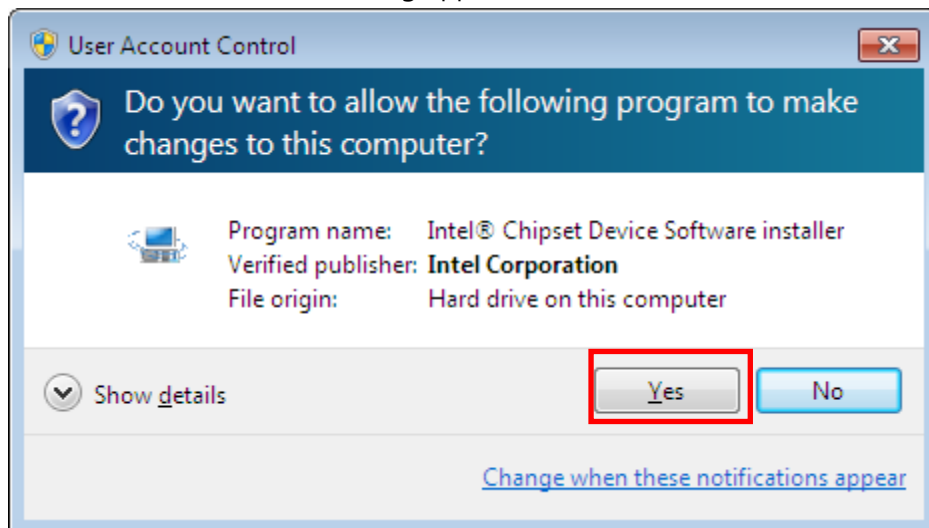 User Account Control
Do you want to allow the following program to make
changes to this computer?
Program name: Intel® Chipset Device Software installer
Verified publisher: Intel Corporation
File origin: Hard drive on this computer
Show details
Yes
No
Change when these notifications appear